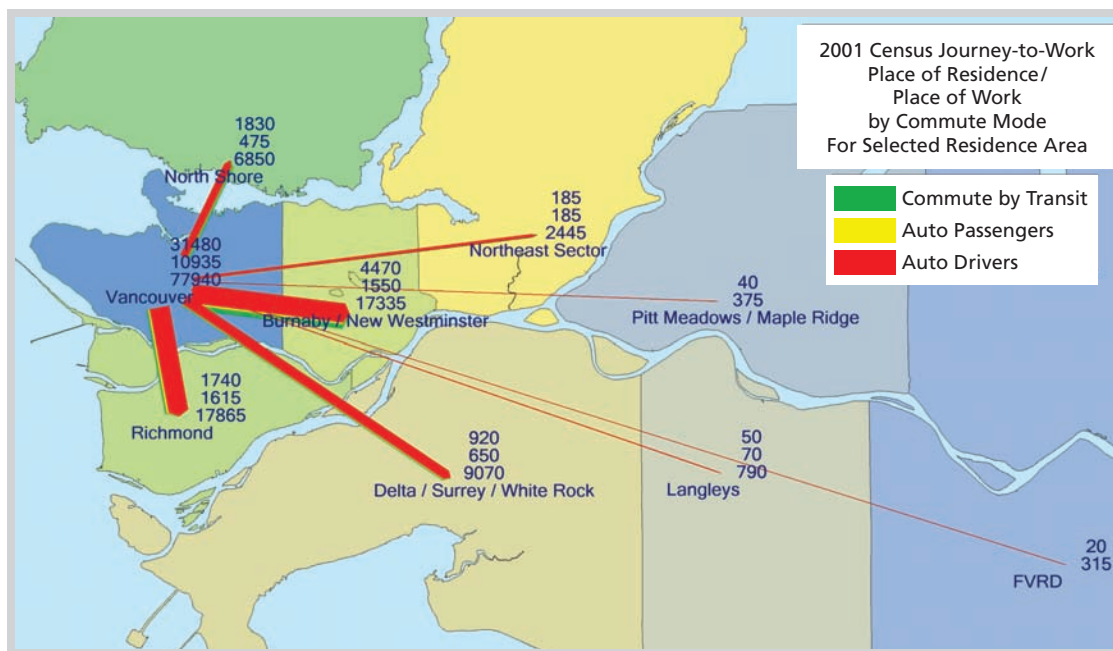 2001 Census Journey-to-Work
Place of Residence/
Place of Work
by Commute Mode
For Selected Residence Area
Commute by Transit
Auto Passengers
Auto Drivers
1830
475
6850
North Shore
185
185
2445
Northeast Sector
31480
10935
77940
Vancouver
4470
1550
17335
Burnaby / New Westminster
40
375
Pitt Meadows / Maple Ridge
1740
1615
17865
Richmond
920
650
9070
Delta / Surrey / White Rock
50
70
790
Langleys
20
315
FVRD